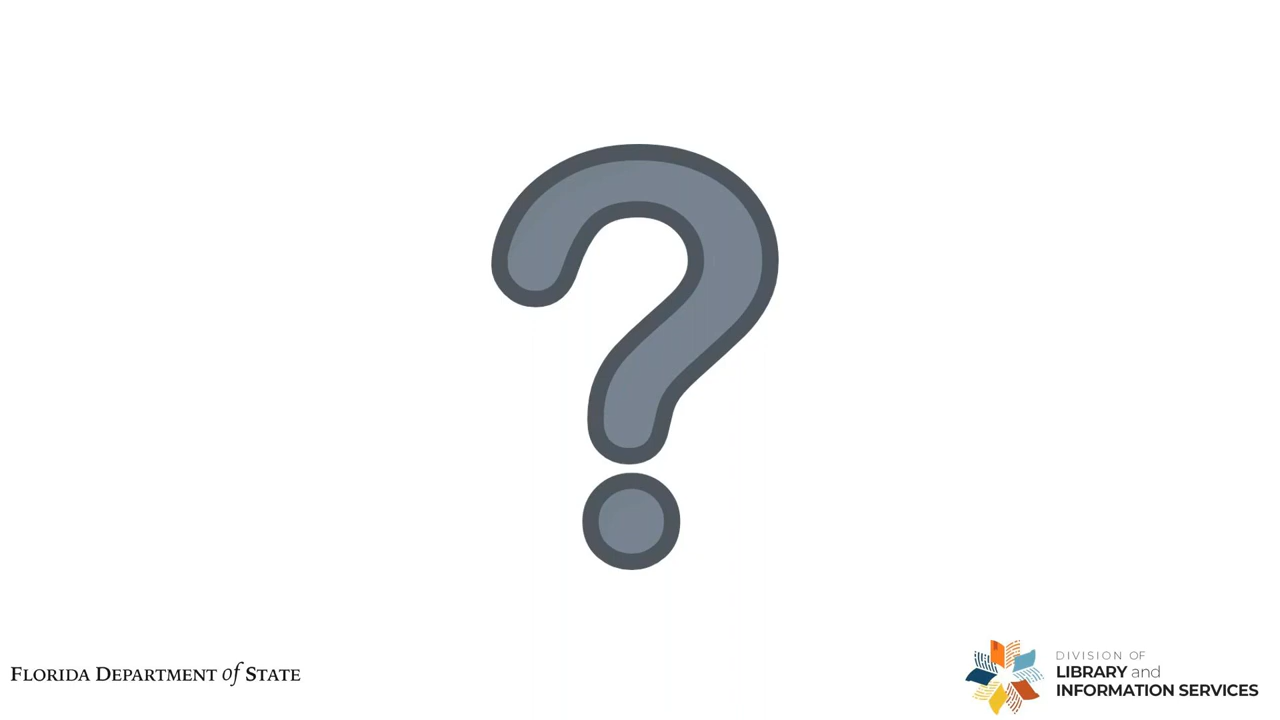 ?
FLORIDA DEPARTMENT of STATE
DIVISION OF
LIBRARY and
INFORMATION SERVICES